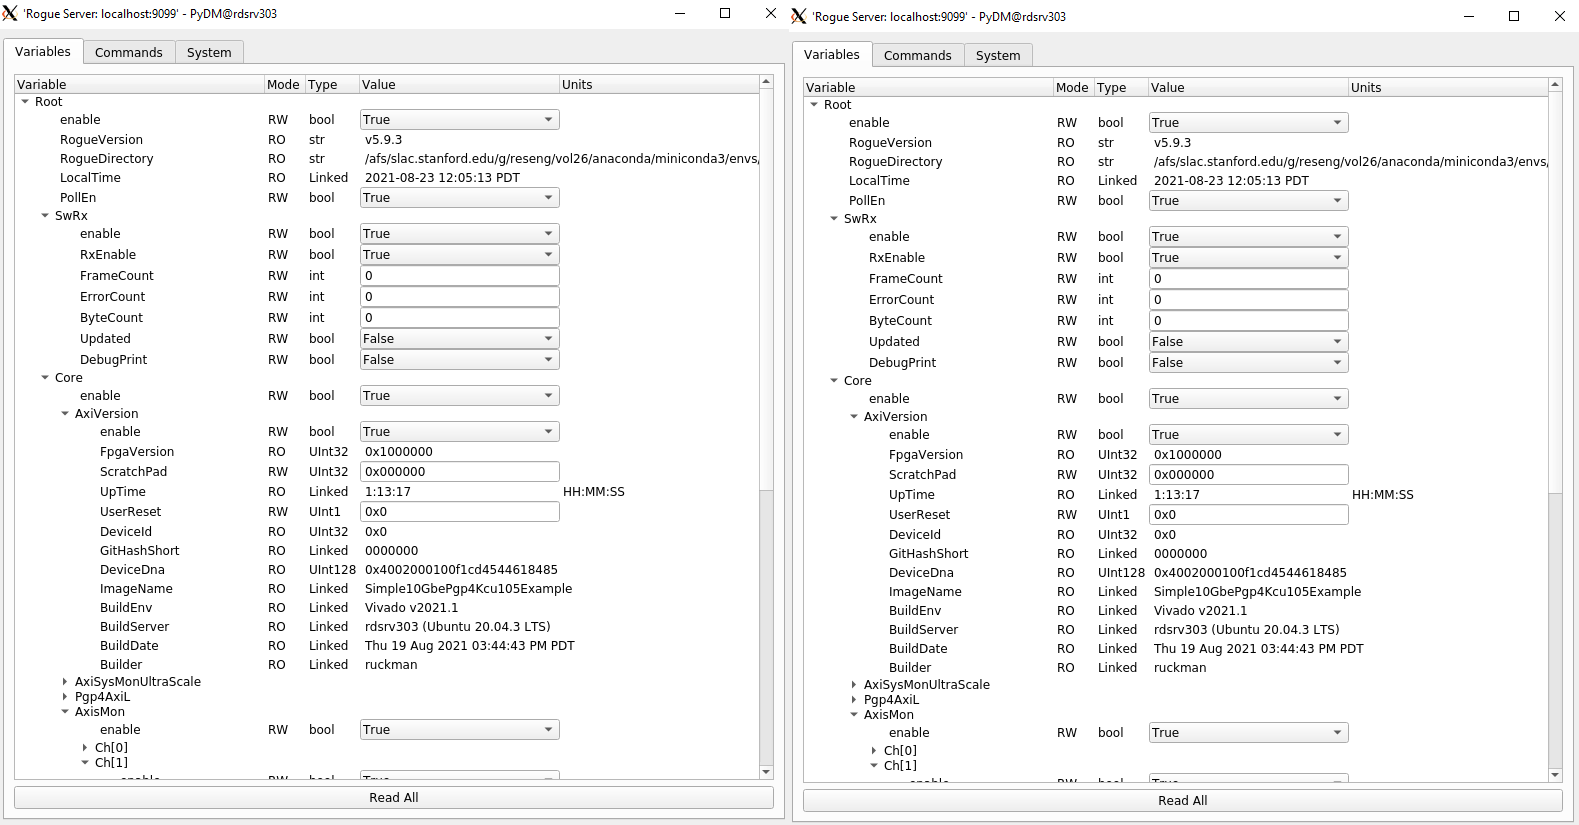 'Rogue Server: localhost:9099' - PyDM@rdsrv303
Variables Commands System
Variable Mode Type Value Units
Root
enable RW bool True
RogueVersion RO str v5.9.3
RogueDirectory RO str /afs/slac.stanford.edu/g/reseng/vol26/anaconda/miniconda3/envs/
LocalTime RO Linked 2021-08-23 12:05:13 PDT
PollEn RW bool True
SwRx
enable RW bool True
RxEnable RW bool True
FrameCount RW int 0
ErrorCount RW int 0
ByteCount RW int 0
Updated RW bool False
DebugPrint RW bool False
Core
enable RW bool True
AxiVersion
enable RW bool True
FpgaVersion RO UInt32 0x1000000
ScratchPad RW UInt32 0x000000
UpTime RO Linked 1:13:17 HH:MM:SS
UserReset RW UInt1 0x0
DeviceId RO UInt32 0x0
GitHashShort RO Linked 0000000
DeviceDna RO UInt128 0x4002000100f1cd4544618485
ImageName RO Linked Simple10GbePgp4Kcu105Example
BuildEnv RO Linked Vivado v2021.1
BuildServer RO Linked rdsrv303 (Ubuntu 20.04.3 LTS)
BuildDate RO Linked Thu 19 Aug 2021 03:44:43 PM PDT
Builder RO Linked ruckman
AxiSysMonUltraScale
Pgp4AxiL
AxisMon
enable RW bool True
Ch[0]
Ch[1]
enable RW bool True
Read All
'Rogue Server: localhost:9099' - PyDM@rdsrv303
Variables Commands System
Variable Mode Type Value Units
Root
enable RW bool True
RogueVersion RO str v5.9.3
RogueDirectory RO str /afs/slac.stanford.edu/g/reseng/vol26/anaconda/miniconda3/envs/
LocalTime RO Linked 2021-08-23 12:05:13 PDT
PollEn RW bool True
SwRx
enable RW bool True
RxEnable RW bool True
FrameCount RW int 0
ErrorCount RW int 0
ByteCount RW int 0
Updated RW bool False
DebugPrint RW bool False
Core
enable RW bool True
AxiVersion
enable RW bool True
FpgaVersion RO UInt32 0x1000000
ScratchPad RW UInt32 0x000000
UpTime RO Linked 1:13:17 HH:MM:SS
UserReset RW UInt1 0x0
DeviceId RO UInt32 0x0
GitHashShort RO Linked 0000000
DeviceDna RO UInt128 0x4002000100f1cd4544618485
ImageName RO Linked Simple10GbePgp4Kcu105Example
BuildEnv RO Linked Vivado v2021.1
BuildServer RO Linked rdsrv303 (Ubuntu 20.04.3 LTS)
BuildDate RO Linked Thu 19 Aug 2021 03:44:43 PM PDT
Builder RO Linked ruckman
AxiSysMonUltraScale
Pgp4AxiL
AxisMon
enable RW bool True
Ch[0]
Ch[1]
enable RW bool True
Read All